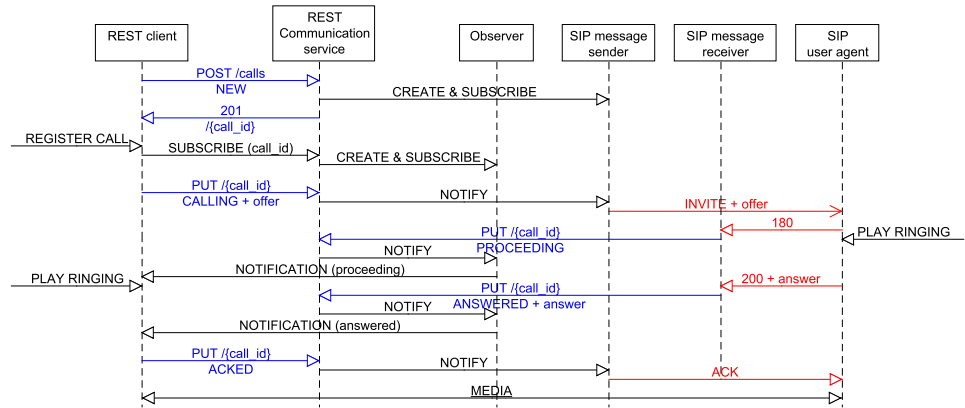 REST client
REST
Communication
service
Observer
SIP message
sender
SIP message
receiver
SIP
user agent
POST /calls
NEW
CREATE & SUBSCRIBE
201
/{call_id}
REGISTER CALL
SUBSCRIBE (call_id)
CREATE & SUBSCRIBE
PUT /{call_id}
CALLING + offer
NOTIFY
INVITE + offer
180
PUT /{call_id}
PROCEEDING
PLAY RINGING
NOTIFY
NOTIFICATION (proceeding)
PLAY RINGING
200 + answer
PUT /{call_id}
ANSWERED + answer
NOTIFY
NOTIFICATION (answered)
PUT /{call_id}
ACKED
NOTIFY
ACK
MEDIA